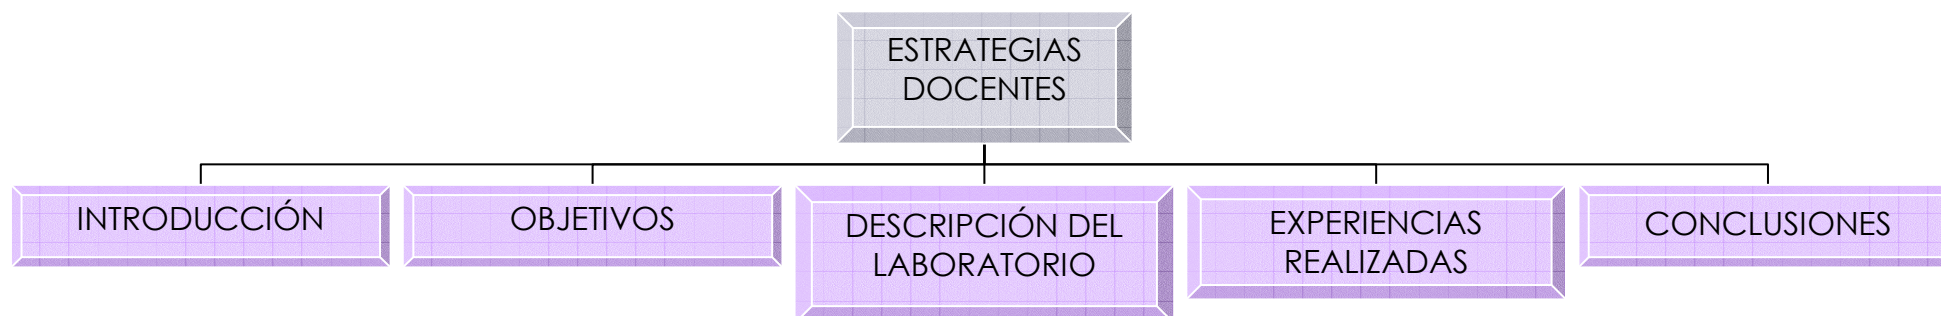 ESTRATEGIAS
DOCENTES
INTRODUCCIÓN
OBJETIVOS
DESCRIPCIÓN DEL
LABORATORIO
EXPERIENCIAS
REALIZADAS
CONCLUSIONES